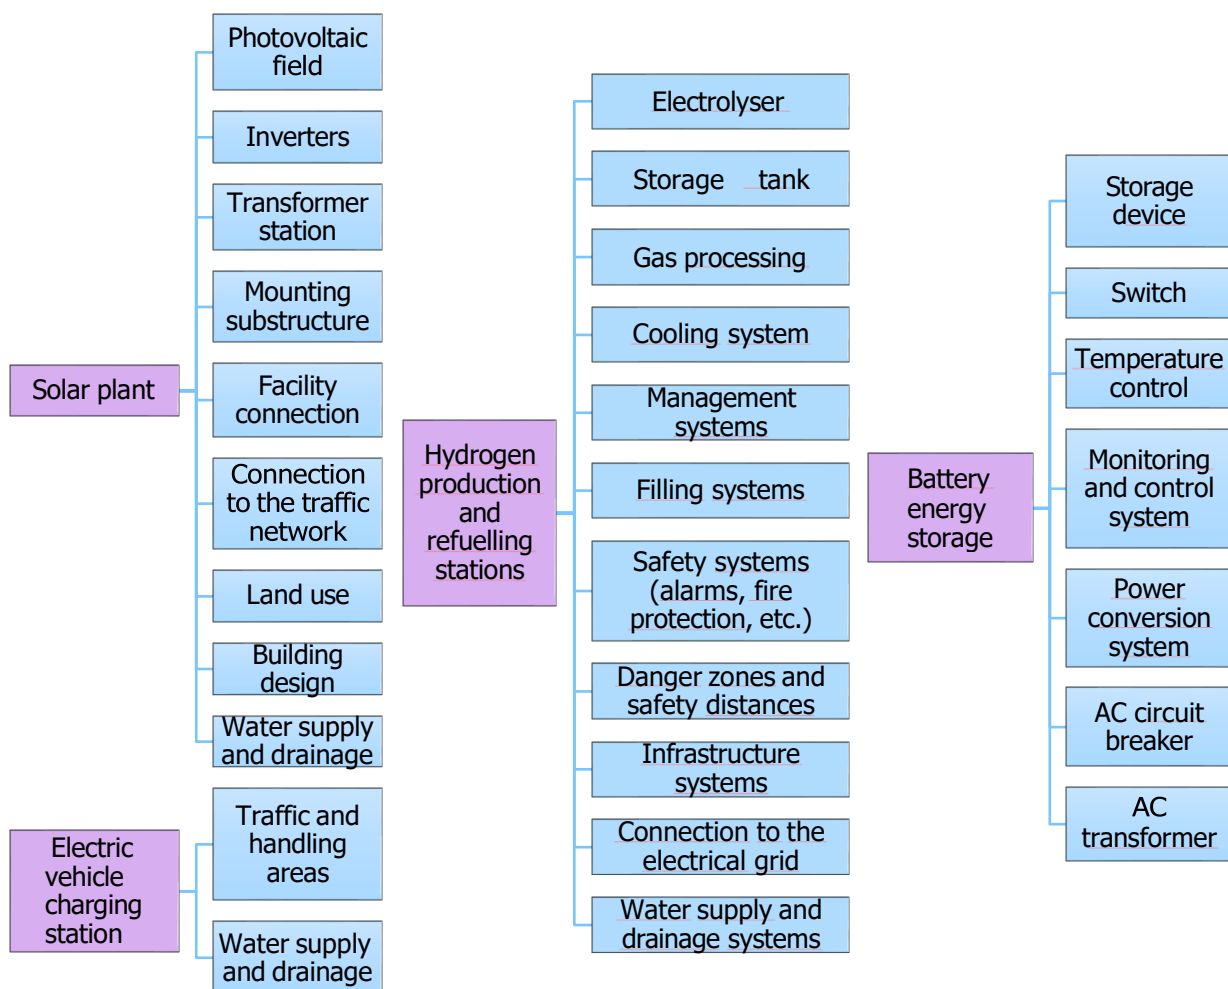 Solar plant
Photovoltaic
field
Inverters
Transformer
station
Mounting
substructure
Facility
connection
Connection
to the traffic
network
Land use
Building
design
Water supply
and drainage
Electric
vehicle
charging
station
Traffic and
handling
areas
Water supply
and drainage
Hydrogen
production
and
refuelling
stations
Electrolyser
Storage tank
Gas processing
Cooling system
Management
systems
Filling systems
Safety systems
(alarms, fire
protection, etc.)
Danger zones and
safety distances
Infrastructure
systems
Connection to the
electrical grid
Water supply and
drainage systems
Battery
energy
storage
Storage
device
Switch
Temperature
control
Monitoring
and control
system
Power
conversion
system
AC circuit
breaker
AC
transformer